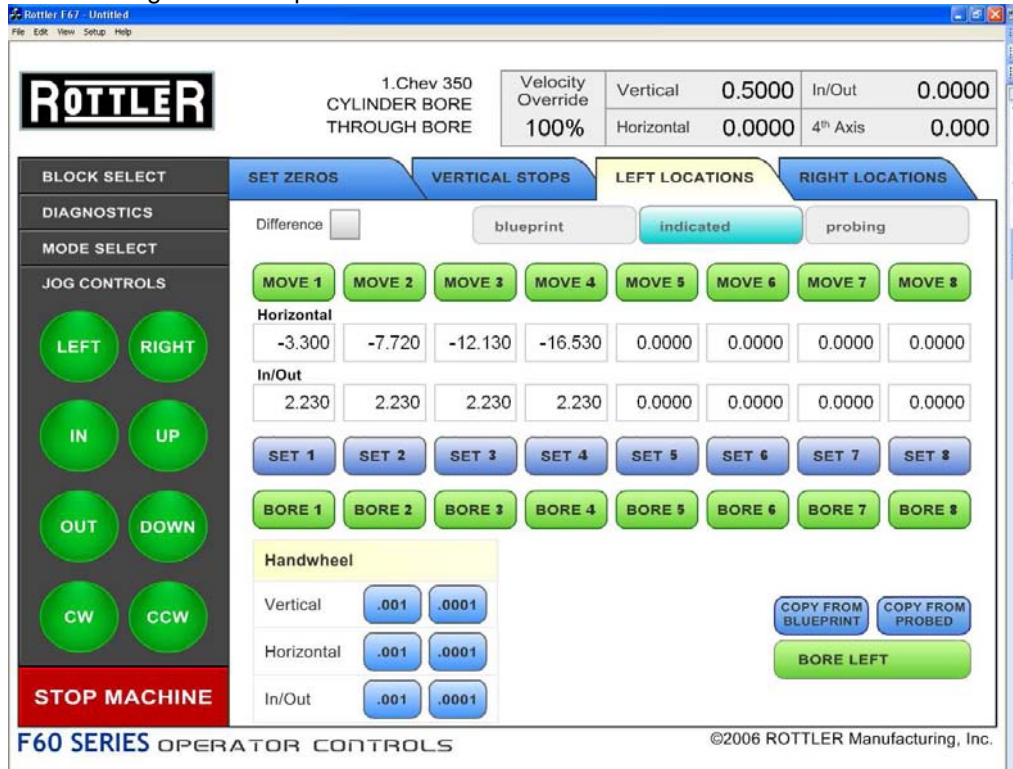 Rottler F67 - Untitled
File Edit View Setup Help
ROTTLER
1.Chev 350
CYLINDER BORE
THROUGH BORE
Velocity Override
100%
Vertical 0.5000 In/Out 0.0000
Horizontal 0.0000 4th Axis 0.000
BLOCK SELECT
DIAGNOSTICS
MODE SELECT
JOG CONTROLS
LEFT RIGHT
IN UP
OUT DOWN
CW CCW
STOP MACHINE
SET ZEROS VERTICAL STOPS LEFT LOCATIONS RIGHT LOCATIONS
Difference blueprint indicated probing
MOVE 1 MOVE 2 MOVE 3 MOVE 4 MOVE 5 MOVE 6 MOVE 7 MOVE 8
Horizontal
-3.300 -7.720 -12.130 -16.530 0.0000 0.0000 0.0000 0.0000
In/Out
2.230 2.230 2.230 2.230 0.0000 0.0000 0.0000 0.0000
SET 1 SET 2 SET 3 SET 4 SET 5 SET 6 SET 7 SET 8
BORE 1 BORE 2 BORE 3 BORE 4 BORE 5 BORE 6 BORE 7 BORE 8
Handwheel
Vertical .001 .0001
Horizontal .001 .0001
In/Out .001 .0001
COPY FROM BLUEPRINT COPY FROM PROBED
BORE LEFT
F60 SERIES OPERATOR CONTROLS
©2006 ROTTLER Manufacturing, Inc.